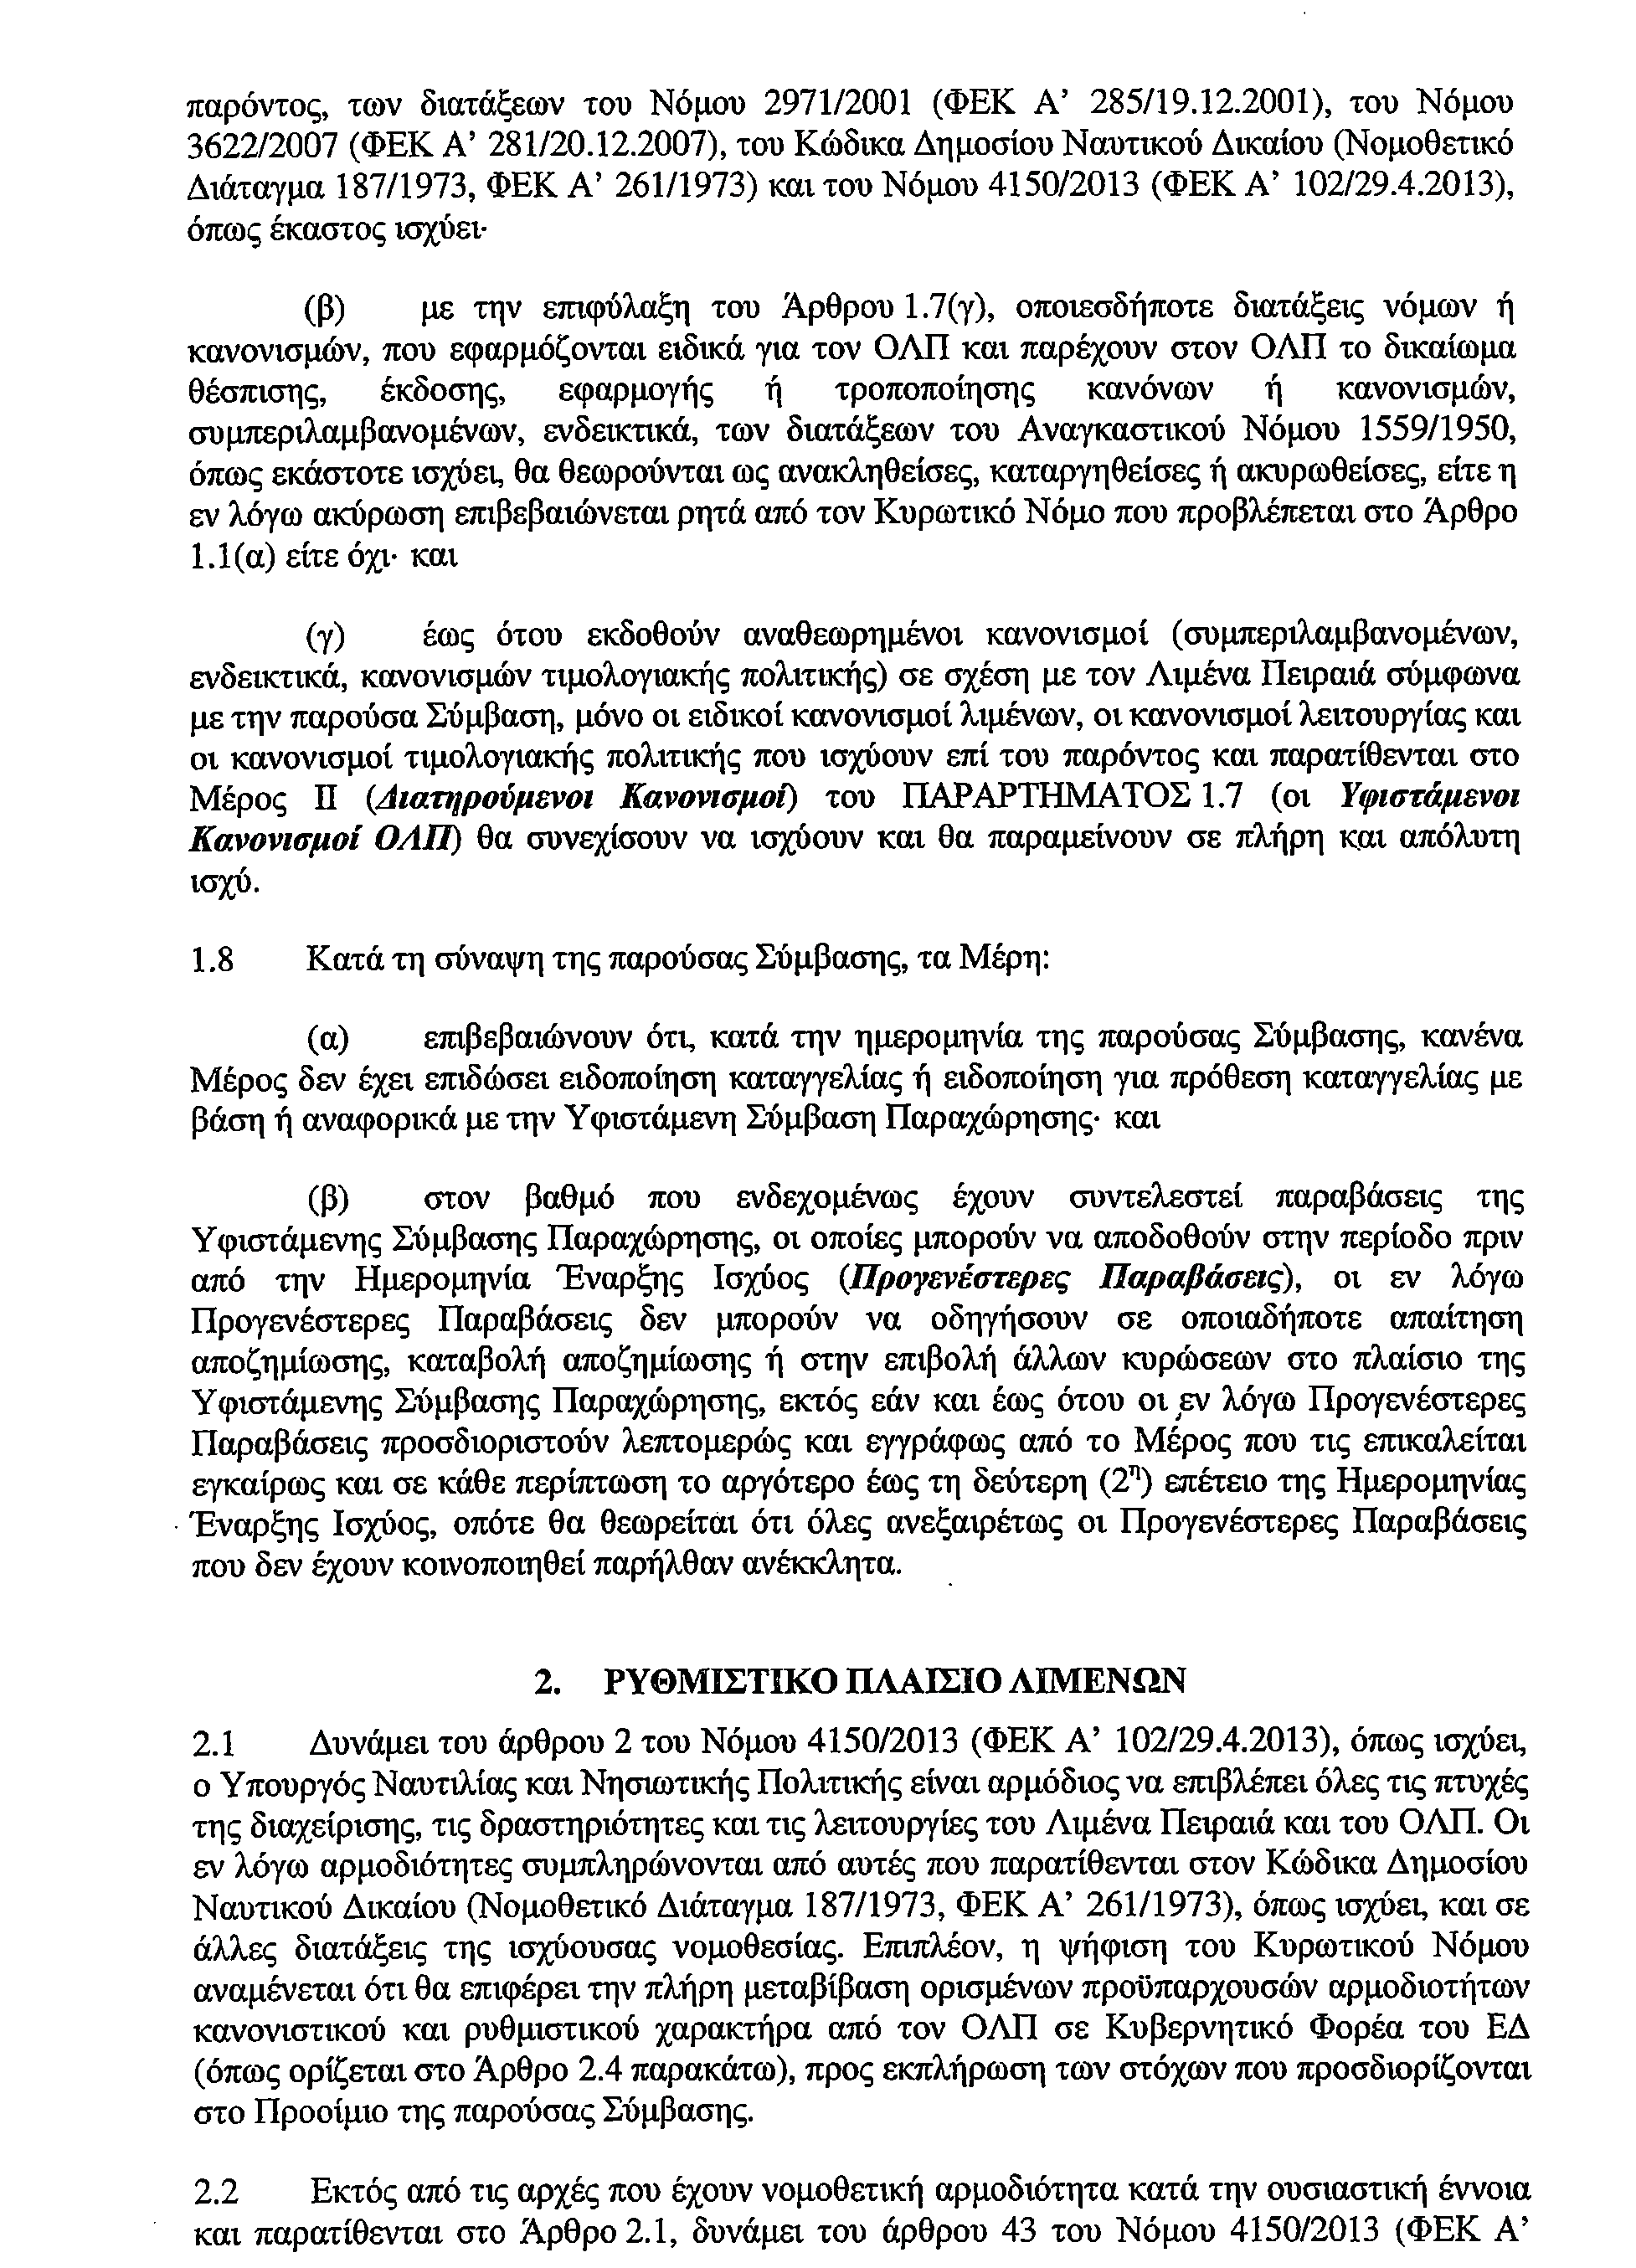 παρόντος, των διατάξεων του Νόμου 2971/2001 (ΦΕΚ Α’ 285/19.12.2001), του Νόμου
3622/2007 (ΦΕΚ Α’ 281/20.12.2007), του Κώδικα Δημοσίου Ναυτικού Δικαίου (Νομοθετικό
Διάταγμα 187/1973, ΦΕΚ Α’ 261/1973) και του Νόμου 4150/2013 (ΦΕΚ Α’ 102/29.4.2013),
όπως έκαστος ισχύει·
(β) με την επιφύλαξη του Άρθρου 1.7(γ), οποιεσδήποτε διατάξεις νόμων ή
κανονισμών, που εφαρμόζονται ειδικά για τον ΟΛΠ και παρέχουν στον ΟΛΠ το δικαίωμα
θέσπισης, έκδοσης, εφαρμογής ή τροποποίησης κανόνων ή κανονισμών,
συμπεριλαμβανομένων, ενδεικτικά, των διατάξεων του Αναγκαστικού Νόμου 1559/1950,
όπως εκάστοτε ισχύει, θα θεωρούνται ως ανακληθείσες, καταργηθείσες ή ακυρωθείσες, είτε η
εν λόγω ακύρωση επιβεβαιώνεται ρητά από τον Κυρωτικό Νόμο που προβλέπεται στο Άρθρο
1.1(α) είτε όχι· και
(γ) έως ότου εκδοθούν αναθεωρημένοι κανονισμοί (συμπεριλαμβανομένων,
ενδεικτικά, κανονισμών τιμολογιακής πολιτικής) σε σχέση με τον Λιμένα Πειραιά σύμφωνα
με την παρούσα Σύμβαση, μόνο οι ειδικοί κανονισμοί λιμένων, οι κανονισμοί λειτουργίας και
οι κανονισμοί τιμολογιακής πολιτικής που ισχύουν επί του παρόντος και παρατίθενται στο
Μέρος ΙΙ (Διατηρούμενοι Κανονισμοί) του ΠΑΡΑΡΤΗΜΑΤΟΣ 1.7 (οι Υφιστάμενοι
Κανονισμοί ΟΛΠ) θα συνεχίσουν να ισχύουν και θα παραμείνουν σε πλήρη και απόλυτη
ισχύ.
1.8 Κατά τη σύναψη της παρούσας Σύμβασης, τα Μέρη:
(α) επιβεβαιώνουν ότι, κατά την ημερομηνία της παρούσας Σύμβασης, κανένα
Μέρος δεν έχει επιδώσει ειδοποίηση καταγγελίας ή ειδοποίηση για πρόθεση καταγγελίας με
βάση ή αναφορικά με την Υφιστάμενη Σύμβαση Παραχώρησης· και
(β) στον βαθμό που ενδεχομένως έχουν συντελεστεί παραβάσεις της
Υφιστάμενης Σύμβασης Παραχώρησης, οι οποίες μπορούν να αποδοθούν στην περίοδο πριν
από την Ημερομηνία Έναρξης Ισχύος (Προγενέστερες Παραβάσεις), οι εν λόγω
Προγενέστερες Παραβάσεις δεν μπορούν να οδηγήσουν σε οποιαδήποτε απαίτηση
αποζημίωσης, καταβολή αποζημίωσης ή στην επιβολή άλλων κυρώσεων στο πλαίσιο της
Υφιστάμενης Σύμβασης Παραχώρησης, εκτός εάν και έως ότου οι εν λόγω Προγενέστερες
Παραβάσεις προσδιοριστούν λεπτομερώς και εγγράφως από το Μέρος που τις επικαλείται
εγκαίρως και σε κάθε περίπτωση το αργότερο έως τη δεύτερη (2η) επέτειο της Ημερομηνίας
Έναρξης Ισχύος, οπότε θα θεωρείται ότι όλες ανεξαιρέτως οι Προγενέστερες Παραβάσεις
που δεν έχουν κοινοποιηθεί παρήλθαν ανέκκλητα.
2. ΡΥΘΜΙΣΤΙΚΟ ΠΛΑΙΣΙΟ ΛΙΜΕΝΩΝ
2.1 Δυνάμει του άρθρου 2 του Νόμου 4150/2013 (ΦΕΚ Α’ 102/29.4.2013), όπως ισχύει,
ο Υπουργός Ναυτιλίας και Νησιωτικής Πολιτικής είναι αρμόδιος να επιβλέπει όλες τις πτυχές
της διαχείρισης, τις δραστηριότητες και τις λειτουργίες του Λιμένα Πειραιά και του ΟΛΠ. Οι
εν λόγω αρμοδιότητες συμπληρώνονται από αυτές που παρατίθενται στον Κώδικα Δημοσίου
Ναυτικού Δικαίου (Νομοθετικό Διάταγμα 187/1973, ΦΕΚ Α’ 261/1973), όπως ισχύει, και σε
άλλες διατάξεις της ισχύουσας νομοθεσίας. Επιπλέον, η ψήφιση του Κυρωτικού Νόμου
αναμένεται ότι θα επιφέρει την πλήρη μεταβίβαση ορισμένων προϋπαρχουσών αρμοδιοτήτων
κανονιστικού και ρυθμιστικού χαρακτήρα από τον ΟΛΠ σε Κυβερνητικό Φορέα του ΕΔ
(όπως ορίζεται στο Άρθρο 2.4 παρακάτω), προς εκπλήρωση των στόχων που προσδιορίζονται
στο Προοίμιο της παρούσας Σύμβασης.
2.2 Εκτός από τις αρχές που έχουν νομοθετική αρμοδιότητα κατά την ουσιαστική έννοια
και παρατίθενται στο Άρθρο 2.1, δυνάμει του άρθρου 43 του Νόμου 4150/2013 (ΦΕΚ Α’